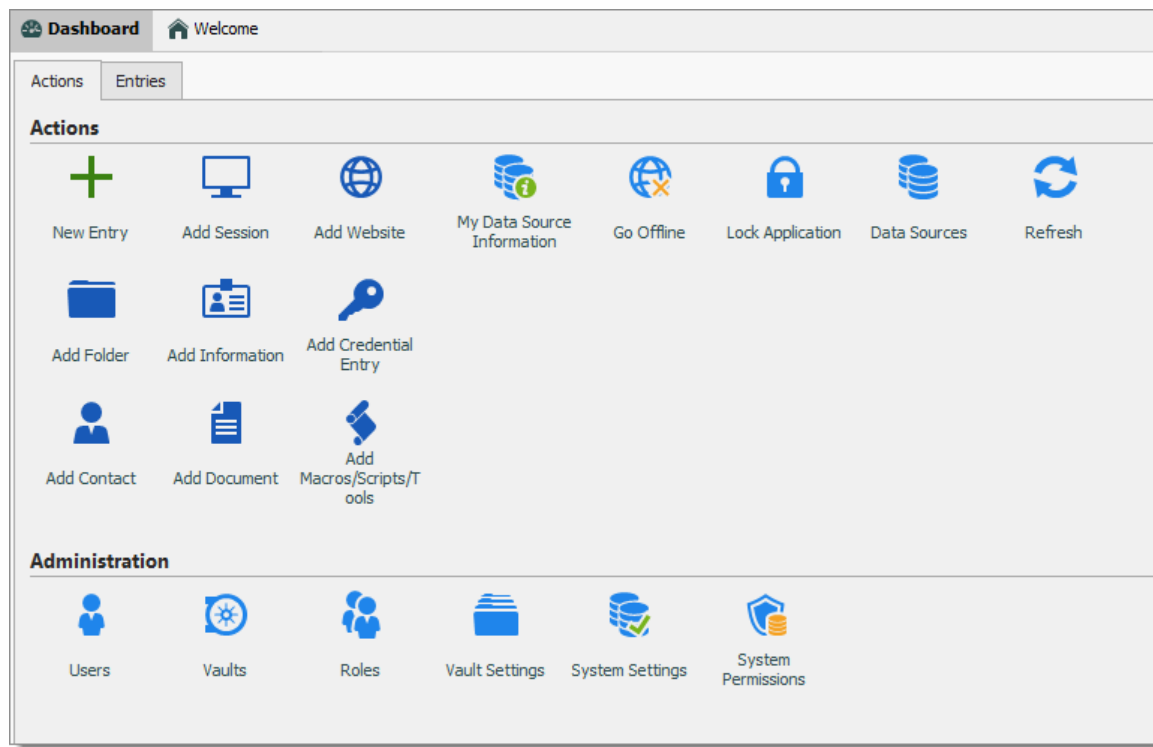 Dashboard Welcome
Actions Entries
Actions
New Entry Add Session Add Website My Data Source
Information Go Offline Lock Application Data Sources Refresh
Add Folder Add Information Add Credential
Entry
Add Contact Add Document Add
Macros/Scripts/T
ools
Administration
Users Vaults Roles Vault Settings System Settings System
Permissions